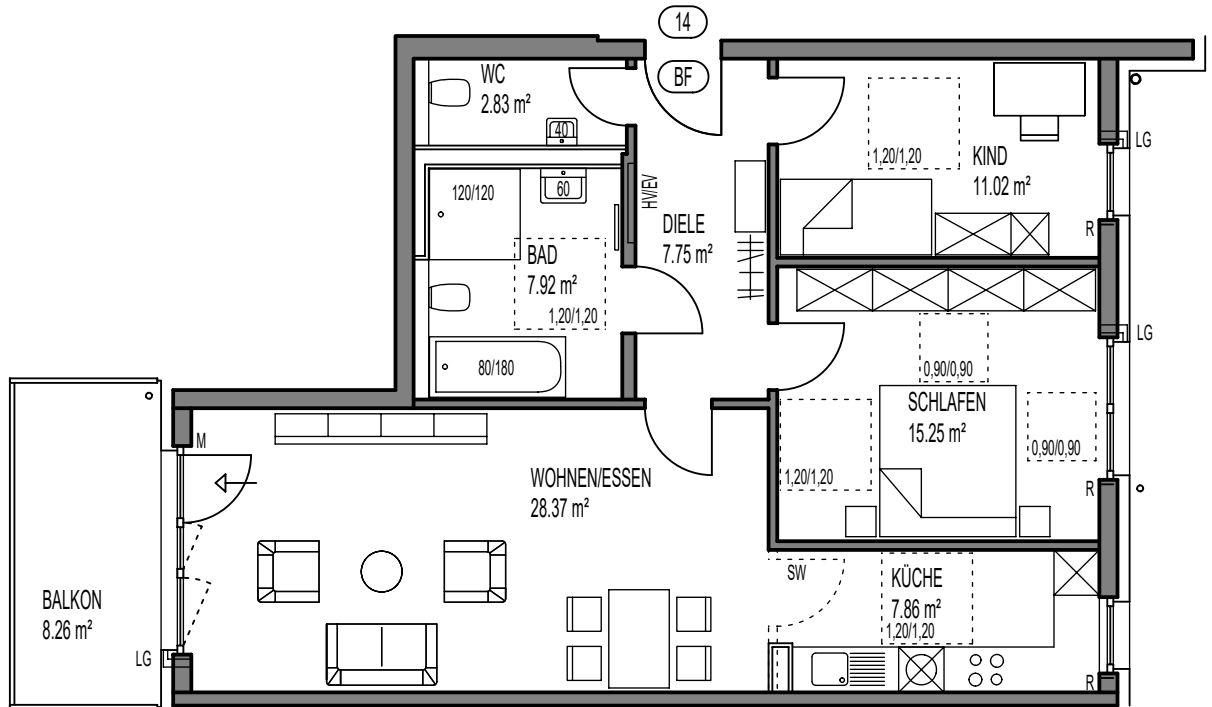 14
BF
WC
2.83 m²
40
1,20/1,20
KIND
11.02 m²
LG
R
120/120
60
HV/EV
DIELE
7.75 m²
BAD
7.92 m²
1,20/1,20
80/180
LG
0,90/0,90
SCHLAFEN
15.25 m²
0,90/0,90
1,20/1,20
R
M
WOHNEN/ESSEN
28.37 m²
BALKON
8.26 m²
LG
SW
KÜCHE
7.86 m²
1,20/1,20
R